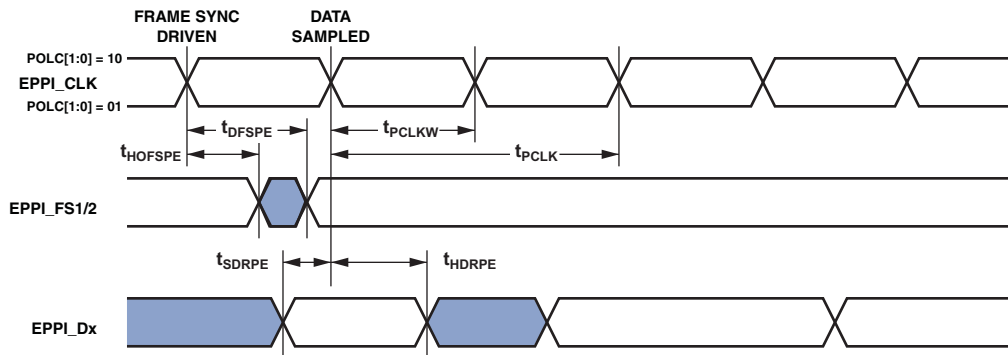 FRAME SYNC
DRIVEN
DATA
SAMPLED
POLC[1:0] = 10
EPPI_CLK
POLC[1:0] = 01
tDFSPE
tPCLKW
tHOFSPE
tPCLK
EPPI_FS1/2
tSDRPE
tHDRPE
EPPI_Dx